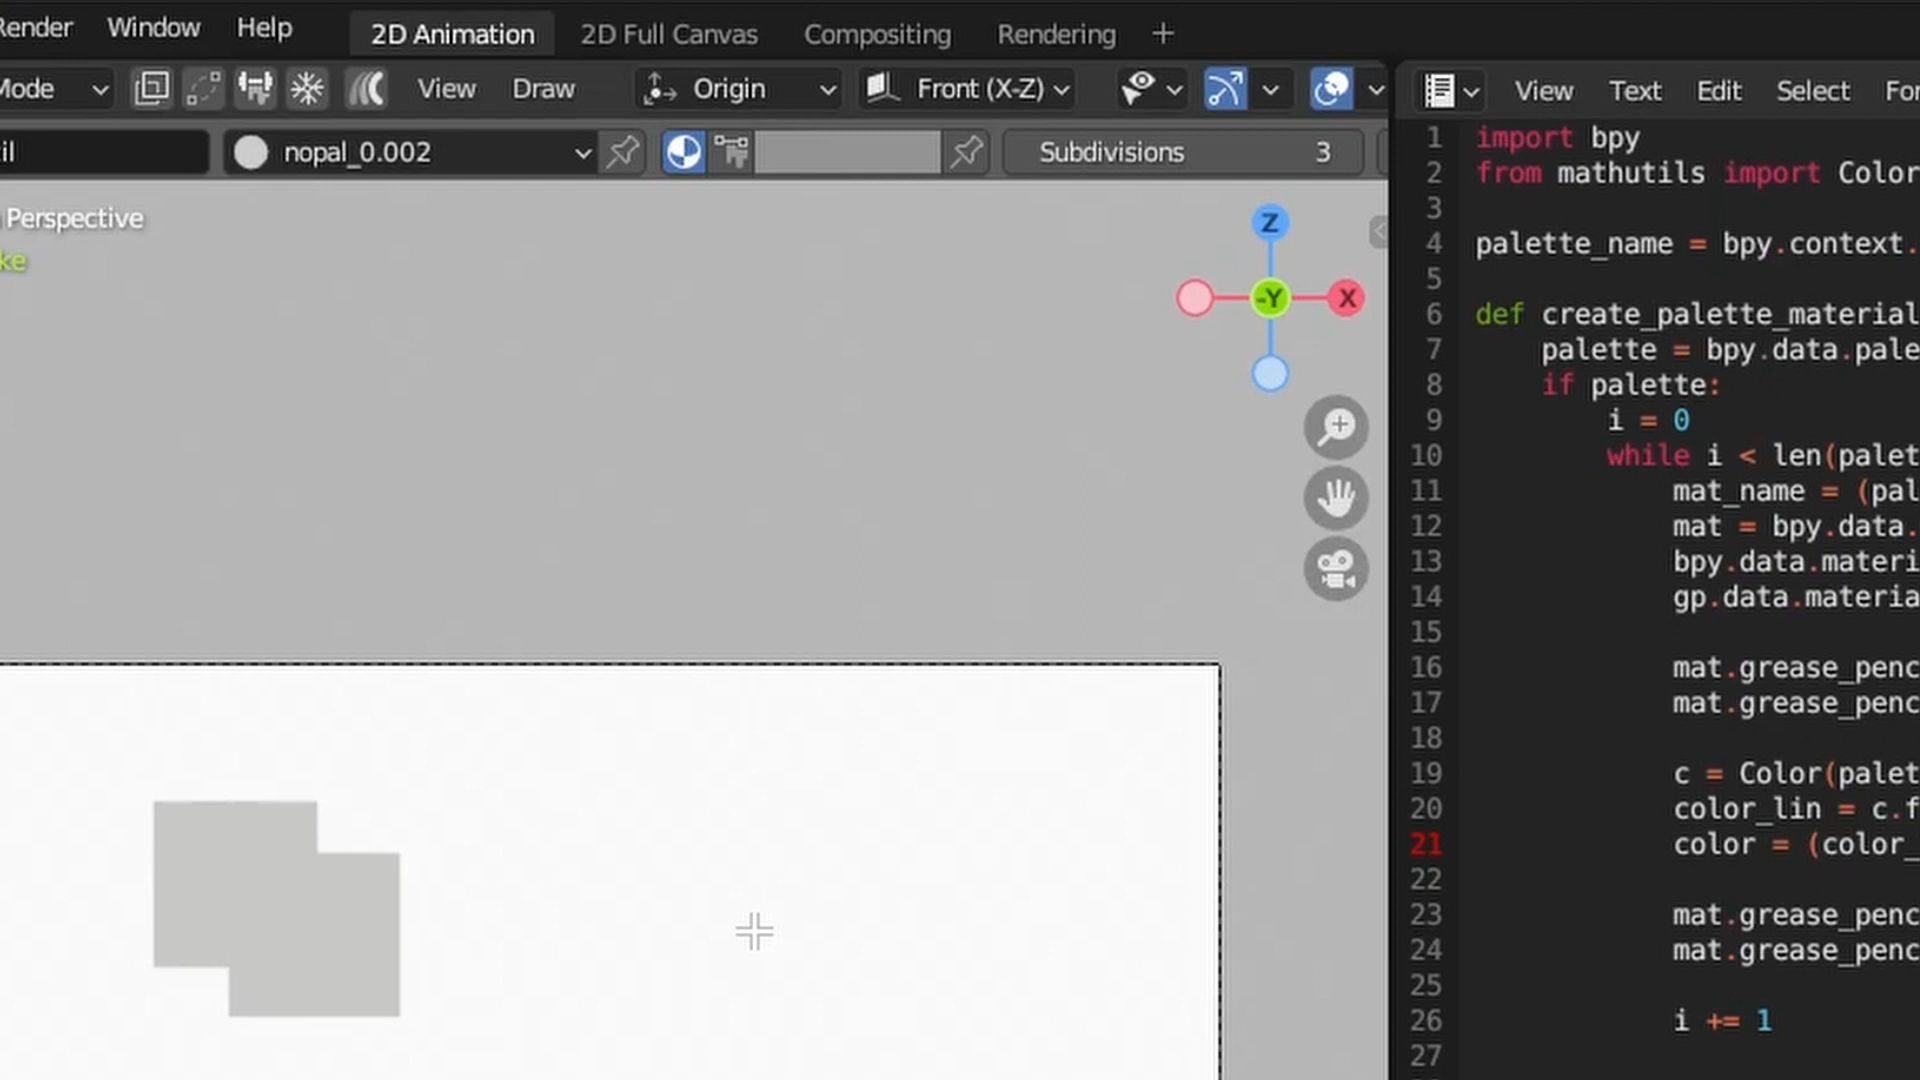 Render Window Help 2D Animation 2D Full Canvas Compositing Rendering +
Mode View Draw Origin Front (X-Z) View Text Edit Select For
il nopal_0.002 Subdivisions 3
Perspective
ke
Z
-Y X
1 import bpy
2 from mathutils import Color
3
4 palette_name = bpy.context.
5
6 def create_palette_material
7 palette = bpy.data.pale
8 if palette:
9 i = 0
10 while i < len(palet
11 mat_name = (pal
12 mat = bpy.data.
13 bpy.data.materi
14 gp.data.materia
15
16 mat.grease_penc
17 mat.grease_penc
18
19 c = Color(palet
20 color_lin = c.f
21 color = (color_
22
23 mat.grease_penc
24 mat.grease_penc
25
26 i += 1
27